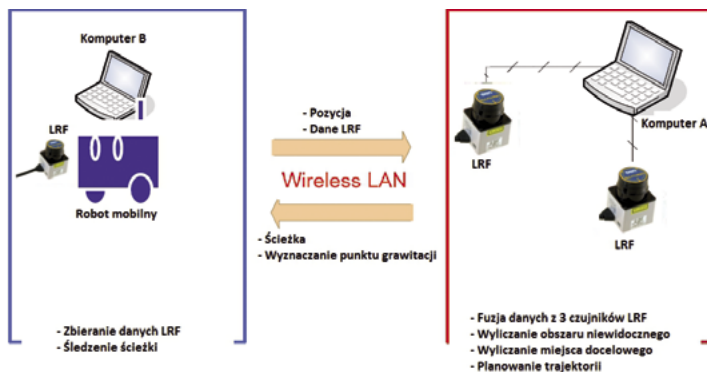 Komputer B
LRF
Robot mobilny
- Zbieranie danych LRF
- Śledzenie ścieżki
- Pozycja
- Dane LRF
Wireless LAN
- Ścieżka
- Wyznaczanie punktu grawitacji
Komputer A
LRF
LRF
- Fuzja danych z 3 czujników LRF
- Wyliczanie obszaru niewidocznego
- Wyliczanie miejsca docelowego
- Planowanie trajektorii